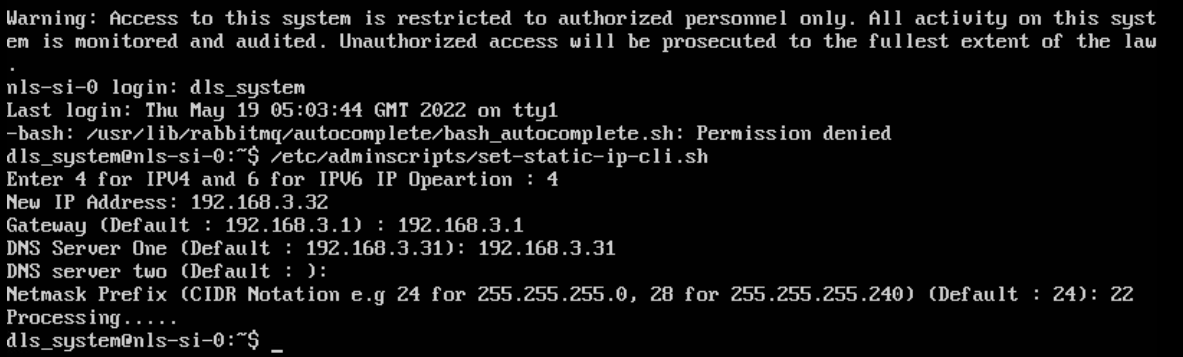 Warning: Access to this system is restricted to authorized personnel only. All activity on this syst
em is monitored and audited. Unauthorized access will be prosecuted to the fullest extent of the law
.
nls-si-0 login: dls_system
Last login: Thu May 19 05:03:44 GMT 2022 on tty1
-bash: /usr/lib/rabbitmq/autocomplete/bash_autocomplete.sh: Permission denied
dls_system@nls-si-0:~$ /etc/adminscripts/set-static-ip-cli.sh
Enter 4 for IPV4 and 6 for IPV6 IP Opeartion : 4
New IP Address: 192.168.3.32
Gateway (Default : 192.168.3.1) : 192.168.3.1
DNS Server One (Default : 192.168.3.31): 192.168.3.31
DNS server two (Default : ):
Netmask Prefix (CIDR Notation e.g 24 for 255.255.255.0, 28 for 255.255.255.240) (Default : 24): 22
Processing.....
dls_system@nls-si-0:~$ _